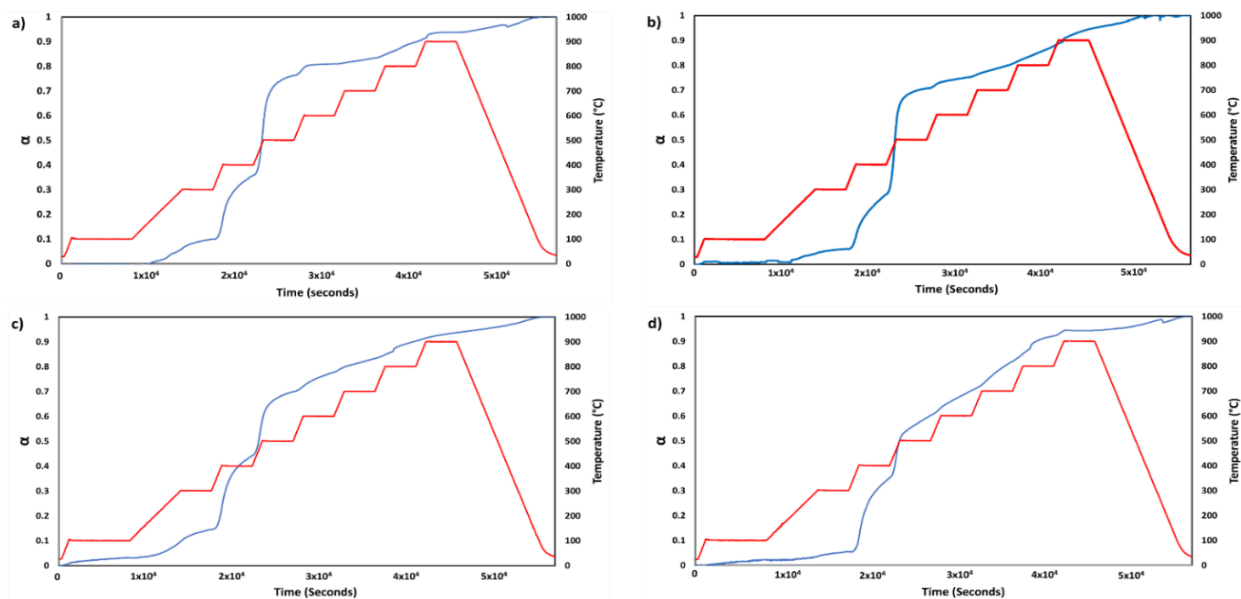 a)
1
0.9
0.8
0.7
0.6
0.5
0.4
0.3
0.2
0.1
0
α
1000
900
800
700
600
500
400
300
200
100
0
Temperature (°C)
0
1x10⁴
2x10⁴
3x10⁴
4x10⁴
5x10⁴
Time (Seconds)
b)
1
0.9
0.8
0.7
0.6
0.5
0.4
0.3
0.2
0.1
0
α
1000
900
800
700
600
500
400
300
200
100
0
Temperature (°C)
0
1x10⁴
2x10⁴
3x10⁴
4x10⁴
5x10⁴
Time (Seconds)
c)
1
0.9
0.8
0.7
0.6
0.5
0.4
0.3
0.2
0.1
0
α
1000
900
800
700
600
500
400
300
200
100
0
Temperature (°C)
0
1x10⁴
2x10⁴
3x10⁴
4x10⁴
5x10⁴
Time (Seconds)
d)
1
0.9
0.8
0.7
0.6
0.5
0.4
0.3
0.2
0.1
0
α
1000
900
800
700
600
500
400
300
200
100
0
Temperature (°C)
0
1x10⁴
2x10⁴
3x10⁴
4x10⁴
5x10⁴
Time (Seconds)